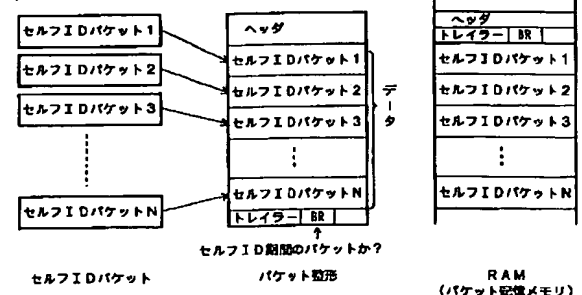 セルフIDパケット1
セルフIDパケット2
セルフIDパケット3
セルフIDパケットN
セルフIDパケット
ヘッダ
セルフIDパケット1
セルフIDパケット2
セルフIDパケット3
セルフIDパケットN
トレイラー BR
データ
セルフID期間のパケットか?
パケット整形
ヘッダ
トレイラー BR
セルフIDパケット1
セルフIDパケット2
セルフIDパケット3
セルフIDパケットN
RAM
(パケット記憶メモリ)